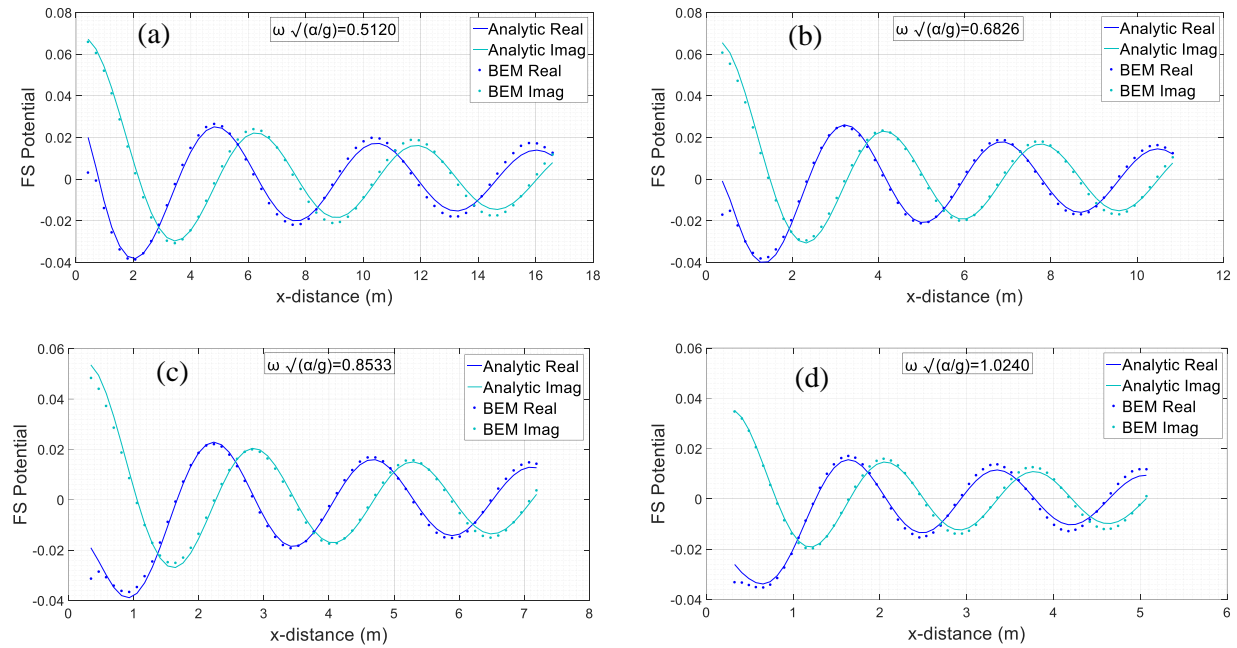 (a)
ω √(α/g)=0.5120
Analytic Real
Analytic Imag
BEM Real
BEM Imag
0.08
0.06
0.04
0.02
0
-0.02
-0.04
FS Potential
0 2 4 6 8 10 12 14 16 18
x-distance (m)
(b)
ω √(α/g)=0.6826
Analytic Real
Analytic Imag
BEM Real
BEM Imag
0.08
0.06
0.04
0.02
0
-0.02
-0.04
FS Potential
0 2 4 6 8 10 12
x-distance (m)
(c)
ω √(α/g)=0.8533
Analytic Real
Analytic Imag
BEM Real
BEM Imag
0.06
0.04
0.02
0
-0.02
-0.04
FS Potential
0 1 2 3 4 5 6 7 8
x-distance (m)
(d)
ω √(α/g)=1.0240
Analytic Real
Analytic Imag
BEM Real
BEM Imag
0.06
0.04
0.02
0
-0.02
-0.04
FS Potential
0 1 2 3 4 5 6
x-distance (m)